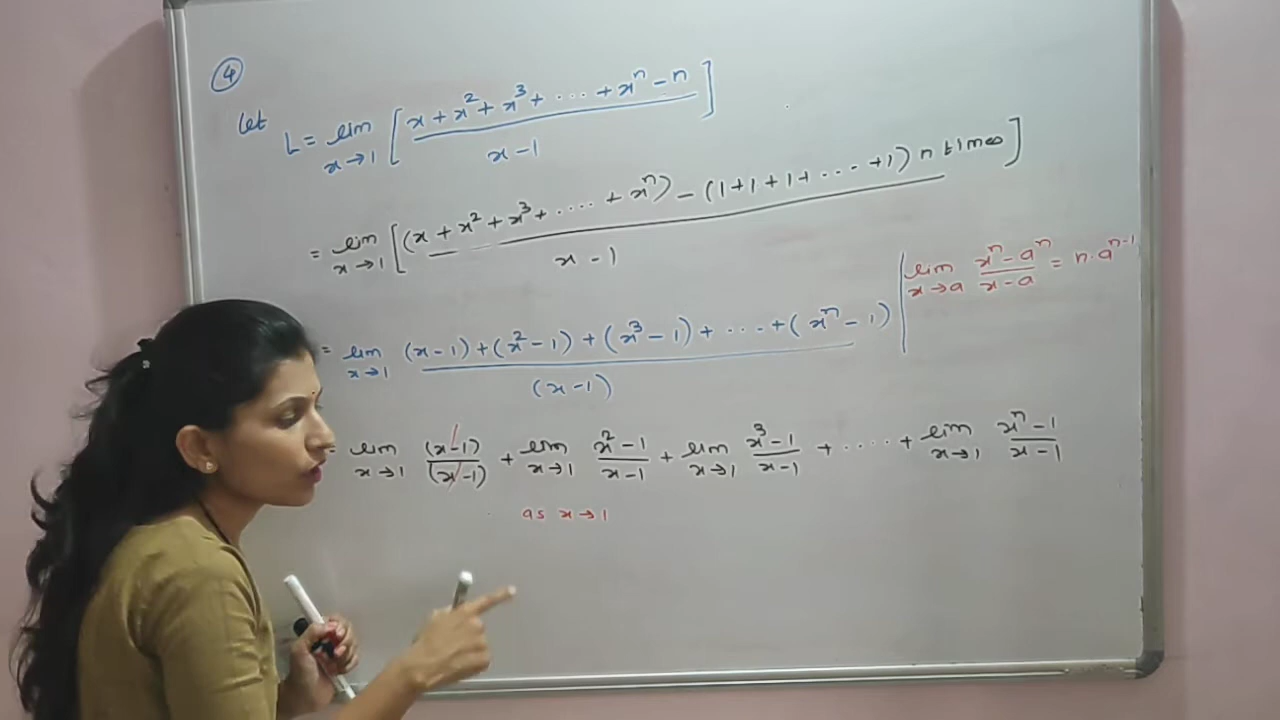 ④
Let L = lim x→1 [ (x + x² + x³ + .... + xⁿ − n) / (x − 1) ]
= lim x→1 [ ((x + x² + x³ + ..... + xⁿ) − (1+1+1+.....+1) n times) / (x − 1) ]
lim x→a (xⁿ − aⁿ)/(x − a) = n·aⁿ⁻¹
= lim x→1 ((x−1) + (x²−1) + (x³−1) + .... + (xⁿ−1)) / (x−1)
lim x→1 (x−1)/(x−1) + lim x→1 (x²−1)/(x−1) + lim x→1 (x³−1)/(x−1) + ..... + lim x→1 (xⁿ−1)/(x−1)
as x→1